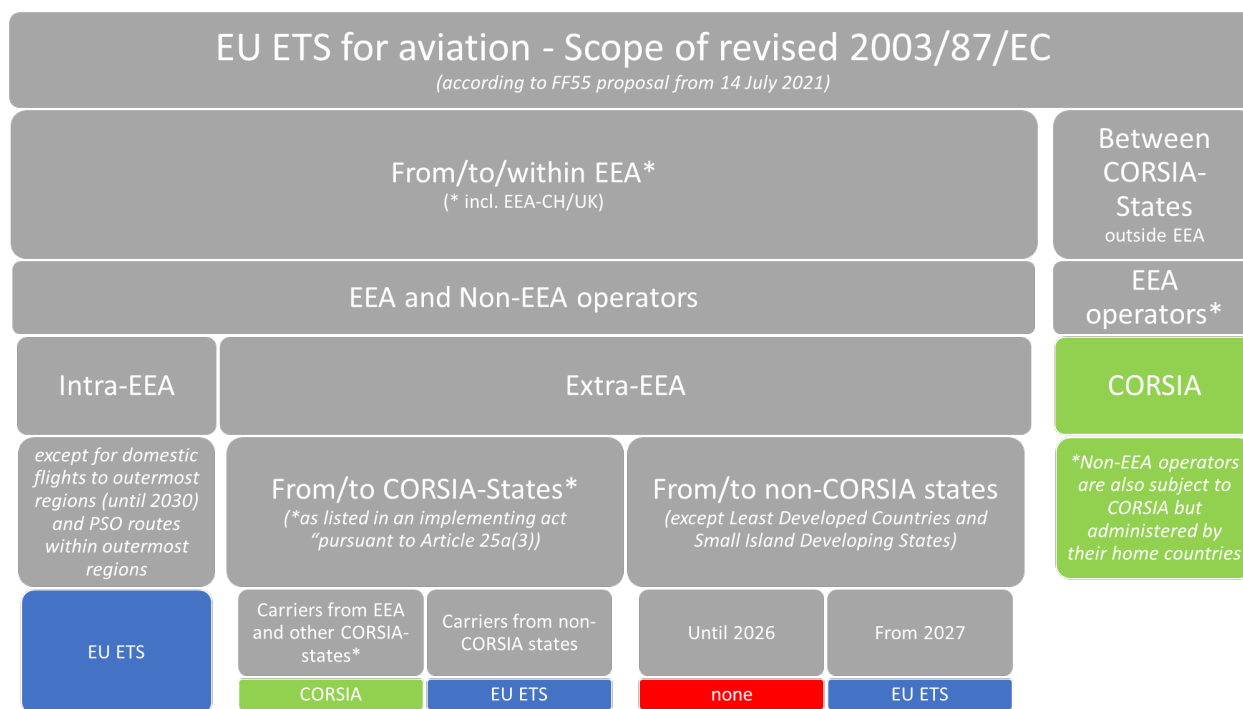 EU ETS for aviation - Scope of revised 2003/87/EC
(according to FF55 proposal from 14 July 2021)
From/to/within EEA*
(* incl. EEA-CH/UK)
Between
CORSIA-
States
outside EEA
EEA and Non-EEA operators
EEA
operators*
Intra-EEA
Extra-EEA
CORSIA
except for domestic
flights to outermost
regions (until 2030)
and PSO routes
within outermost
regions
From/to CORSIA-States*
(*as listed in an implementing act
“pursuant to Article 25a(3))
From/to non-CORSIA states
(except Least Developed Countries and
Small Island Developing States)
*Non-EEA operators
are also subject to
CORSIA but
administered by
their home countries
EU ETS
Carriers from EEA
and other CORSIA-
states*
Carriers from non-
CORSIA states
Until 2026
From 2027
CORSIA
EU ETS
none
EU ETS